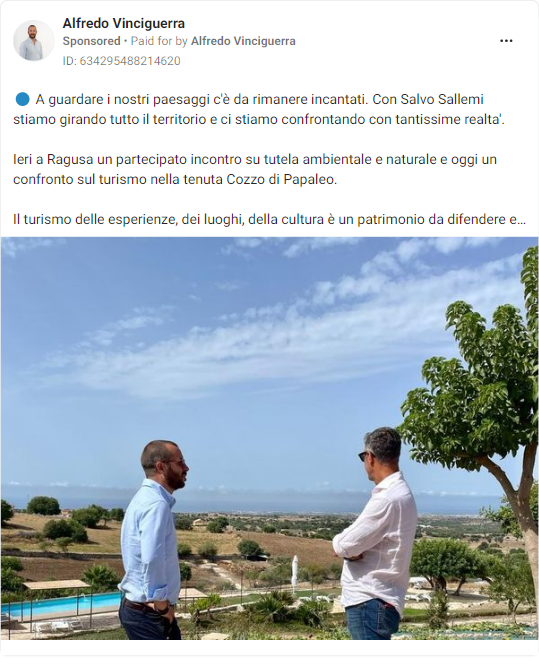 Alfredo Vinciguerra
Sponsored • Paid for by Alfredo Vinciguerra
ID: 634295488214620
🔵 A guardare i nostri paesaggi c'è da rimanere incantati. Con Salvo Sallemi
stiamo girando tutto il territorio e ci stiamo confrontando con tantissime realta'.
Ieri a Ragusa un partecipato incontro su tutela ambientale e naturale e oggi un
confronto sul turismo nella tenuta Cozzo di Papaleo.
Il turismo delle esperienze, dei luoghi, della cultura è un patrimonio da difendere e...